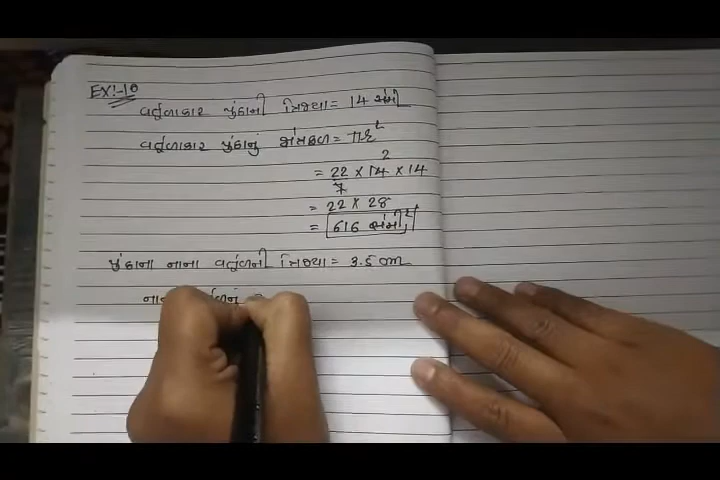 EX:-10
વર્તુળાકાર પુંઠાની ત્રિજ્યા = 14 સેમી
વર્તુળાકાર પુંઠાનું ક્ષેત્રફળ = πr²
2
= 22/7 × 14 × 14
= 22 × 28
= 616 સેમી²
પુંઠાના નાના વર્તુળની ત્રિજ્યા = 3.5 cm